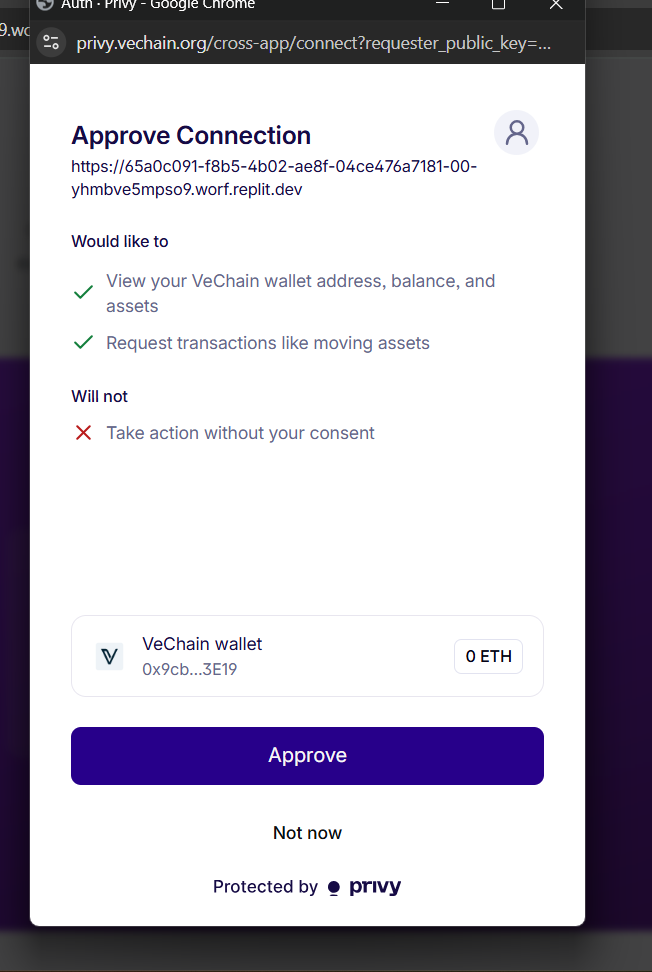 Auth · Privy - Google Chrome
9.wo
privy.vechain.org/cross-app/connect?requester_public_key=...
Approve Connection
https://65a0c091-f8b5-4b02-ae8f-04ce476a7181-00-
yhmbve5mpso9.worf.replit.dev
Would like to
View your VeChain wallet address, balance, and
assets
Request transactions like moving assets
Will not
Take action without your consent
VeChain wallet
0x9cb...3E19
0 ETH
Approve
Not now
Protected by privy